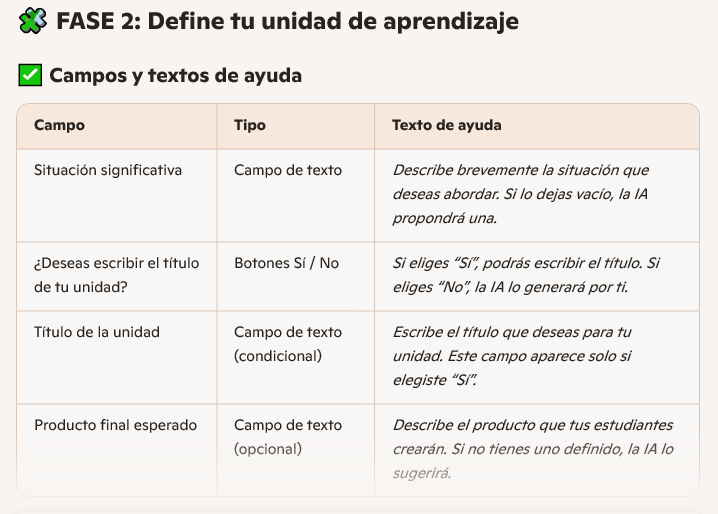 FASE 2: Define tu unidad de aprendizaje
Campos y textos de ayuda
Campo Tipo Texto de ayuda
Situación significativa Campo de texto Describe brevemente la situación que
deseas abordar. Si lo dejas vacío, la IA
propondrá una.
¿Deseas escribir el título Botones Sí / No Si eliges “Sí”, podrás escribir el título. Si
de tu unidad? eliges “No”, la IA lo generará por ti.
Título de la unidad Campo de texto Escribe el título que deseas para tu
(condicional) unidad. Este campo aparece solo si
elegiste “Sí”.
Producto final esperado Campo de texto Describe el producto que tus estudiantes
(opcional) crearán. Si no tienes uno definido, la IA lo
sugerirá.